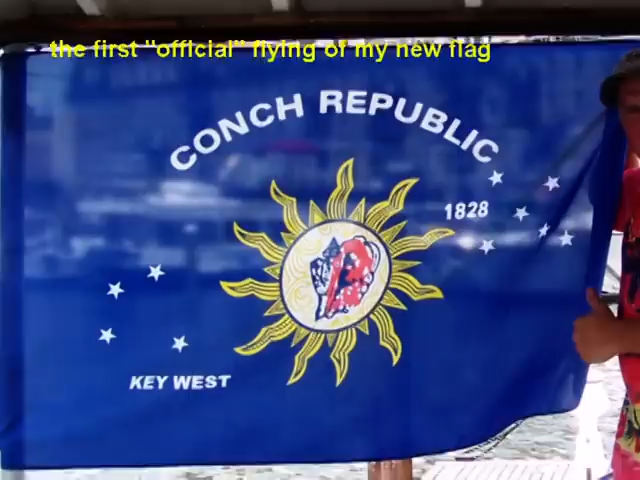 the first "official" flying of my new flag
CONCH REPUBLIC
1828
KEY WEST